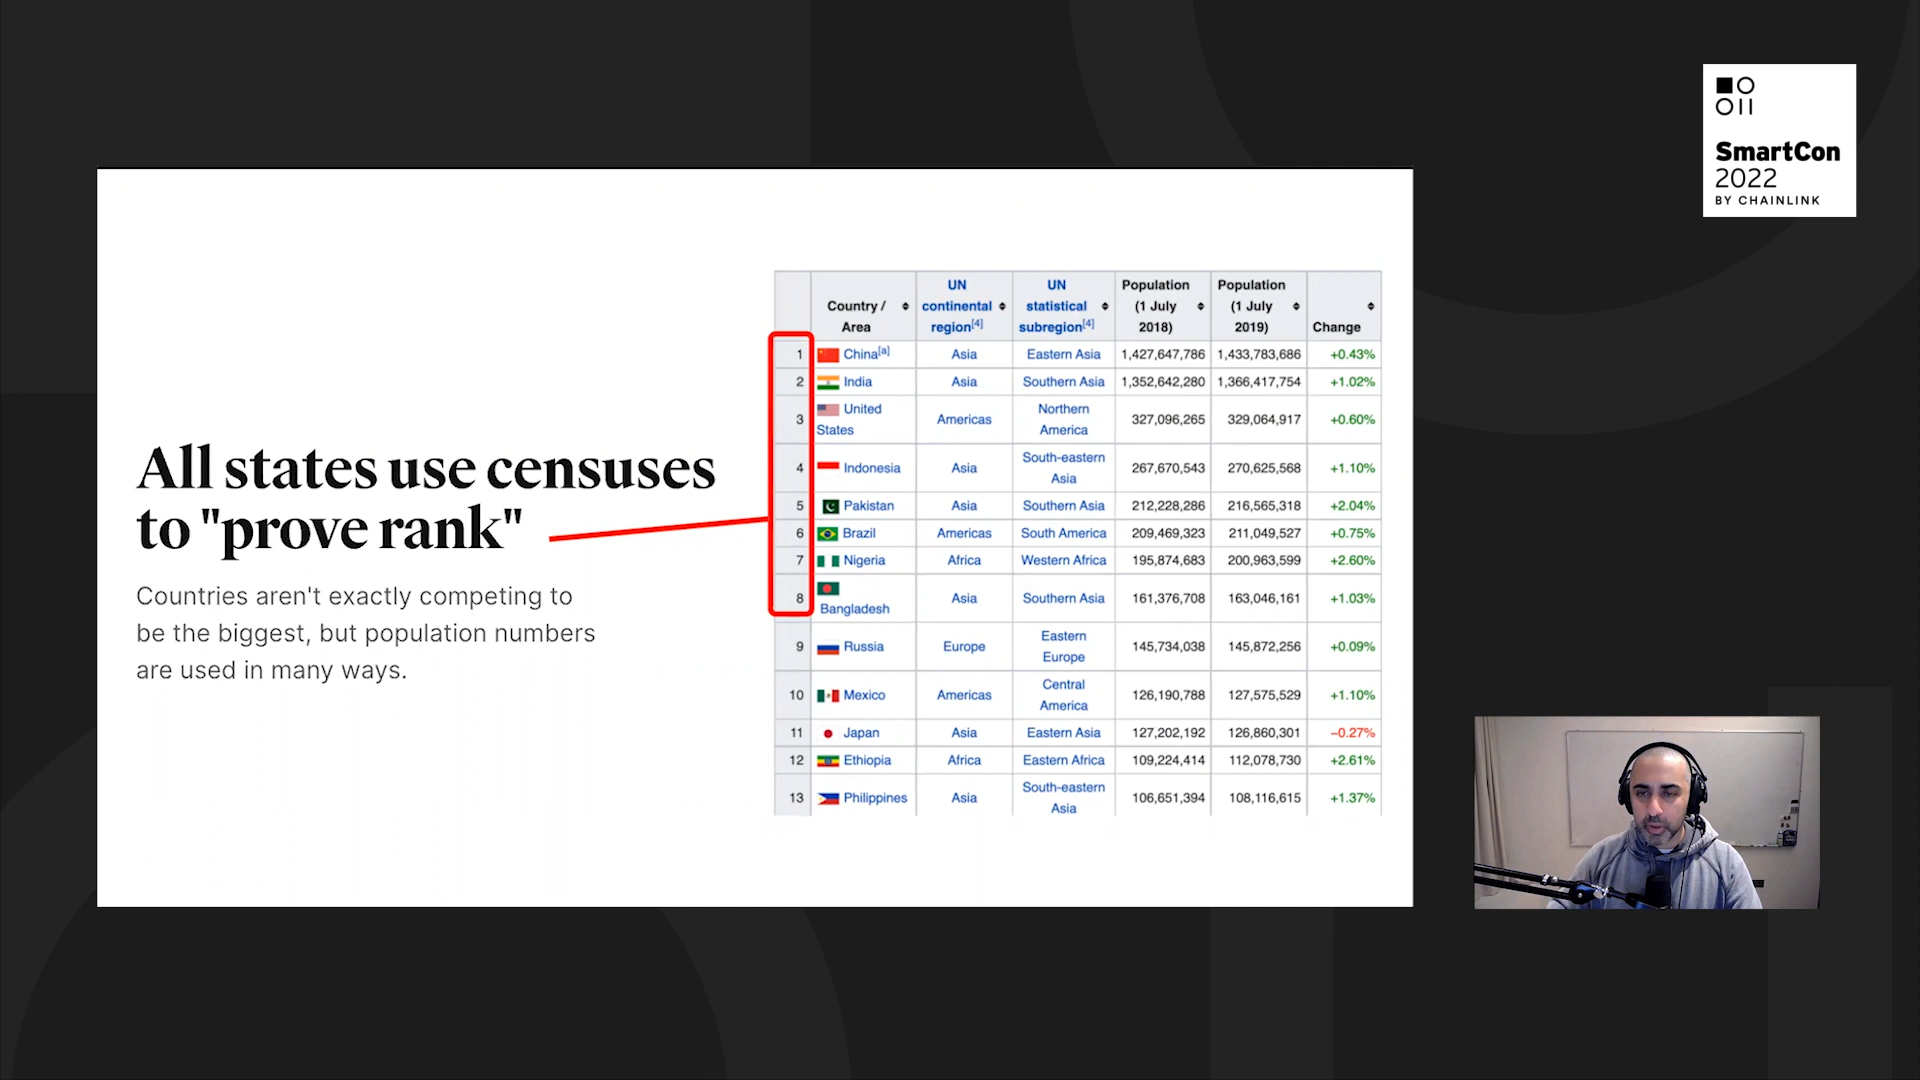 SmartCon
2022
BY CHAINLINK
All states use censuses
to "prove rank"
Countries aren't exactly competing to
be the biggest, but population numbers
are used in many ways.
Country / Area UN continental region[4] UN statistical subregion[4] Population (1 July 2018) Population (1 July 2019) Change
1 China[a] Asia Eastern Asia 1,427,647,786 1,433,783,686 +0.43%
2 India Asia Southern Asia 1,352,642,280 1,366,417,754 +1.02%
3 United States Americas Northern America 327,096,265 329,064,917 +0.60%
4 Indonesia Asia South-eastern Asia 267,670,543 270,625,568 +1.10%
5 Pakistan Asia Southern Asia 212,228,286 216,565,318 +2.04%
6 Brazil Americas South America 209,469,323 211,049,527 +0.75%
7 Nigeria Africa Western Africa 195,874,683 200,963,599 +2.60%
8 Bangladesh Asia Southern Asia 161,376,708 163,046,161 +1.03%
9 Russia Europe Eastern Europe 145,734,038 145,872,256 +0.09%
10 Mexico Americas Central America 126,190,788 127,575,529 +1.10%
11 Japan Asia Eastern Asia 127,202,192 126,860,301 −0.27%
12 Ethiopia Africa Eastern Africa 109,224,414 112,078,730 +2.61%
13 Philippines Asia South-eastern Asia 106,651,394 108,116,615 +1.37%